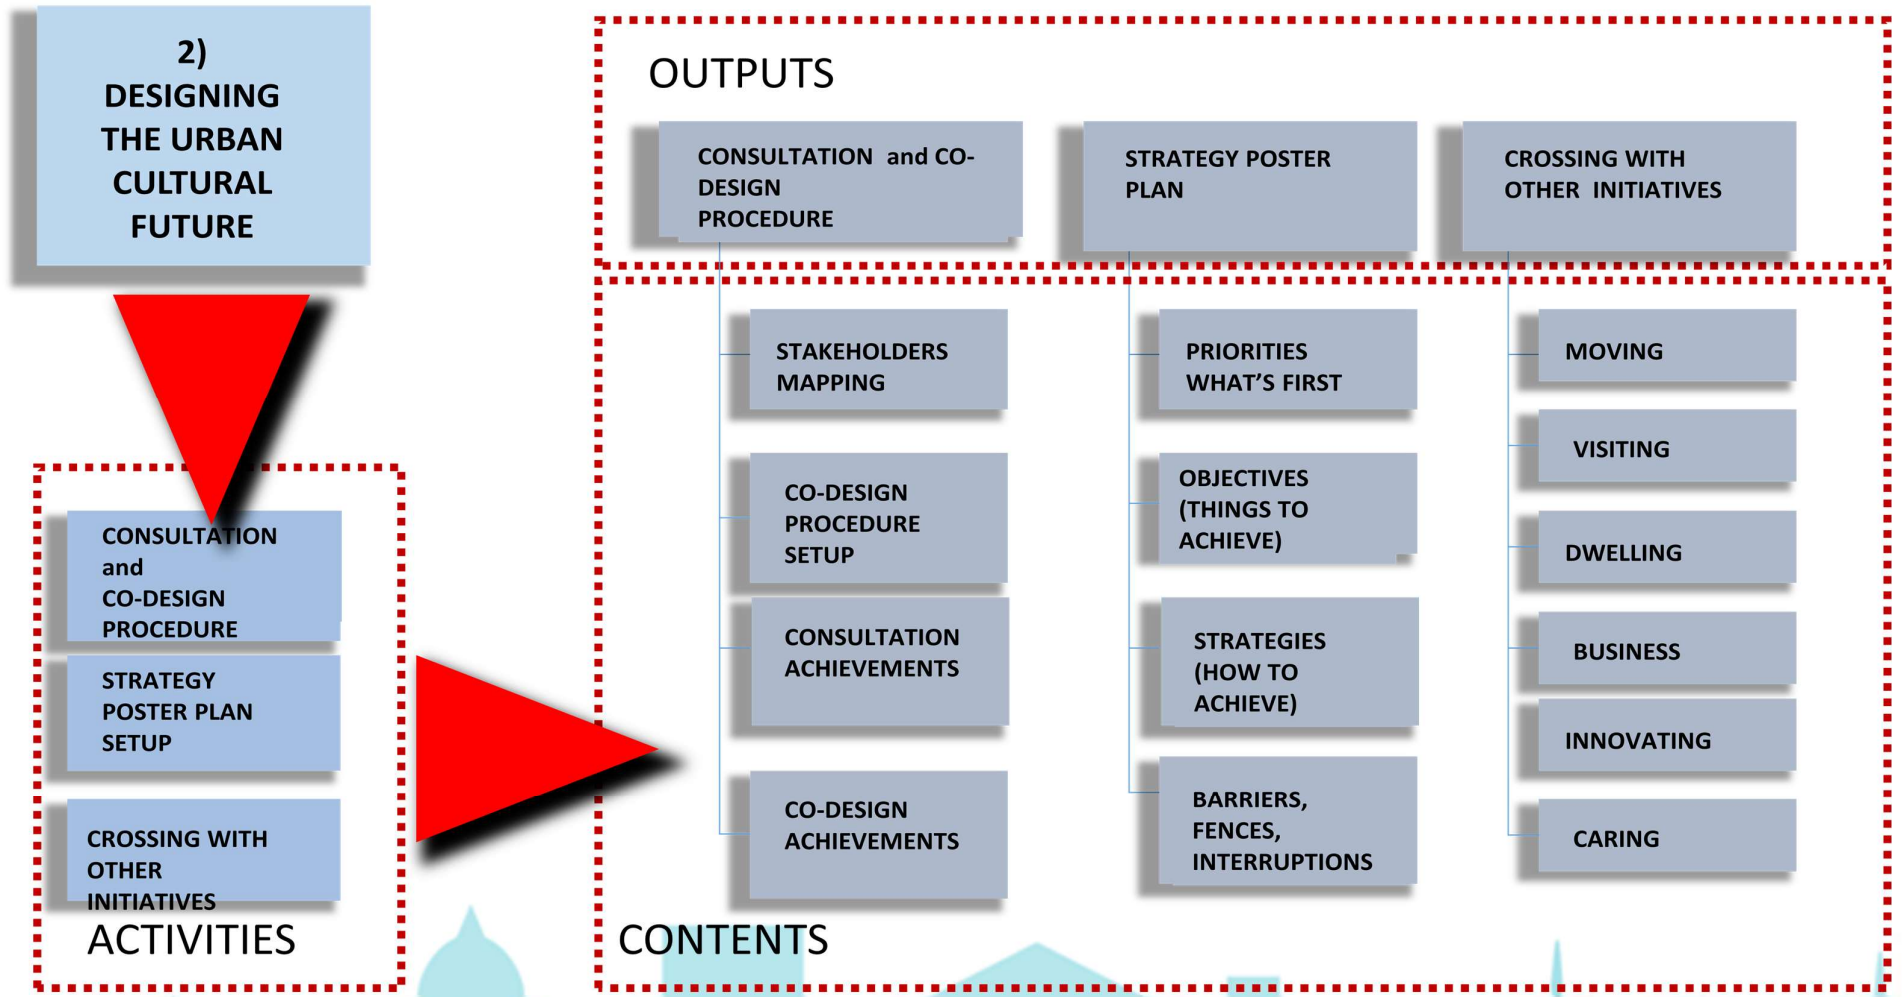 2)
DESIGNING
THE URBAN
CULTURAL
FUTURE
CONSULTATION
and
CO-DESIGN
PROCEDURE
STRATEGY
POSTER PLAN
SETUP
CROSSING WITH
OTHER
INITIATIVES
ACTIVITIES
OUTPUTS
CONSULTATION and CO-
DESIGN
PROCEDURE
STAKEHOLDERS
MAPPING
CO-DESIGN
PROCEDURE
SETUP
CONSULTATION
ACHIEVEMENTS
CO-DESIGN
ACHIEVEMENTS
STRATEGY POSTER
PLAN
PRIORITIES
WHAT’S FIRST
OBJECTIVES
(THINGS TO
ACHIEVE)
STRATEGIES
(HOW TO
ACHIEVE)
BARRIERS,
FENCES,
INTERRUPTIONS
CROSSING WITH
OTHER INITIATIVES
MOVING
VISITING
DWELLING
BUSINESS
INNOVATING
CARING
CONTENTS